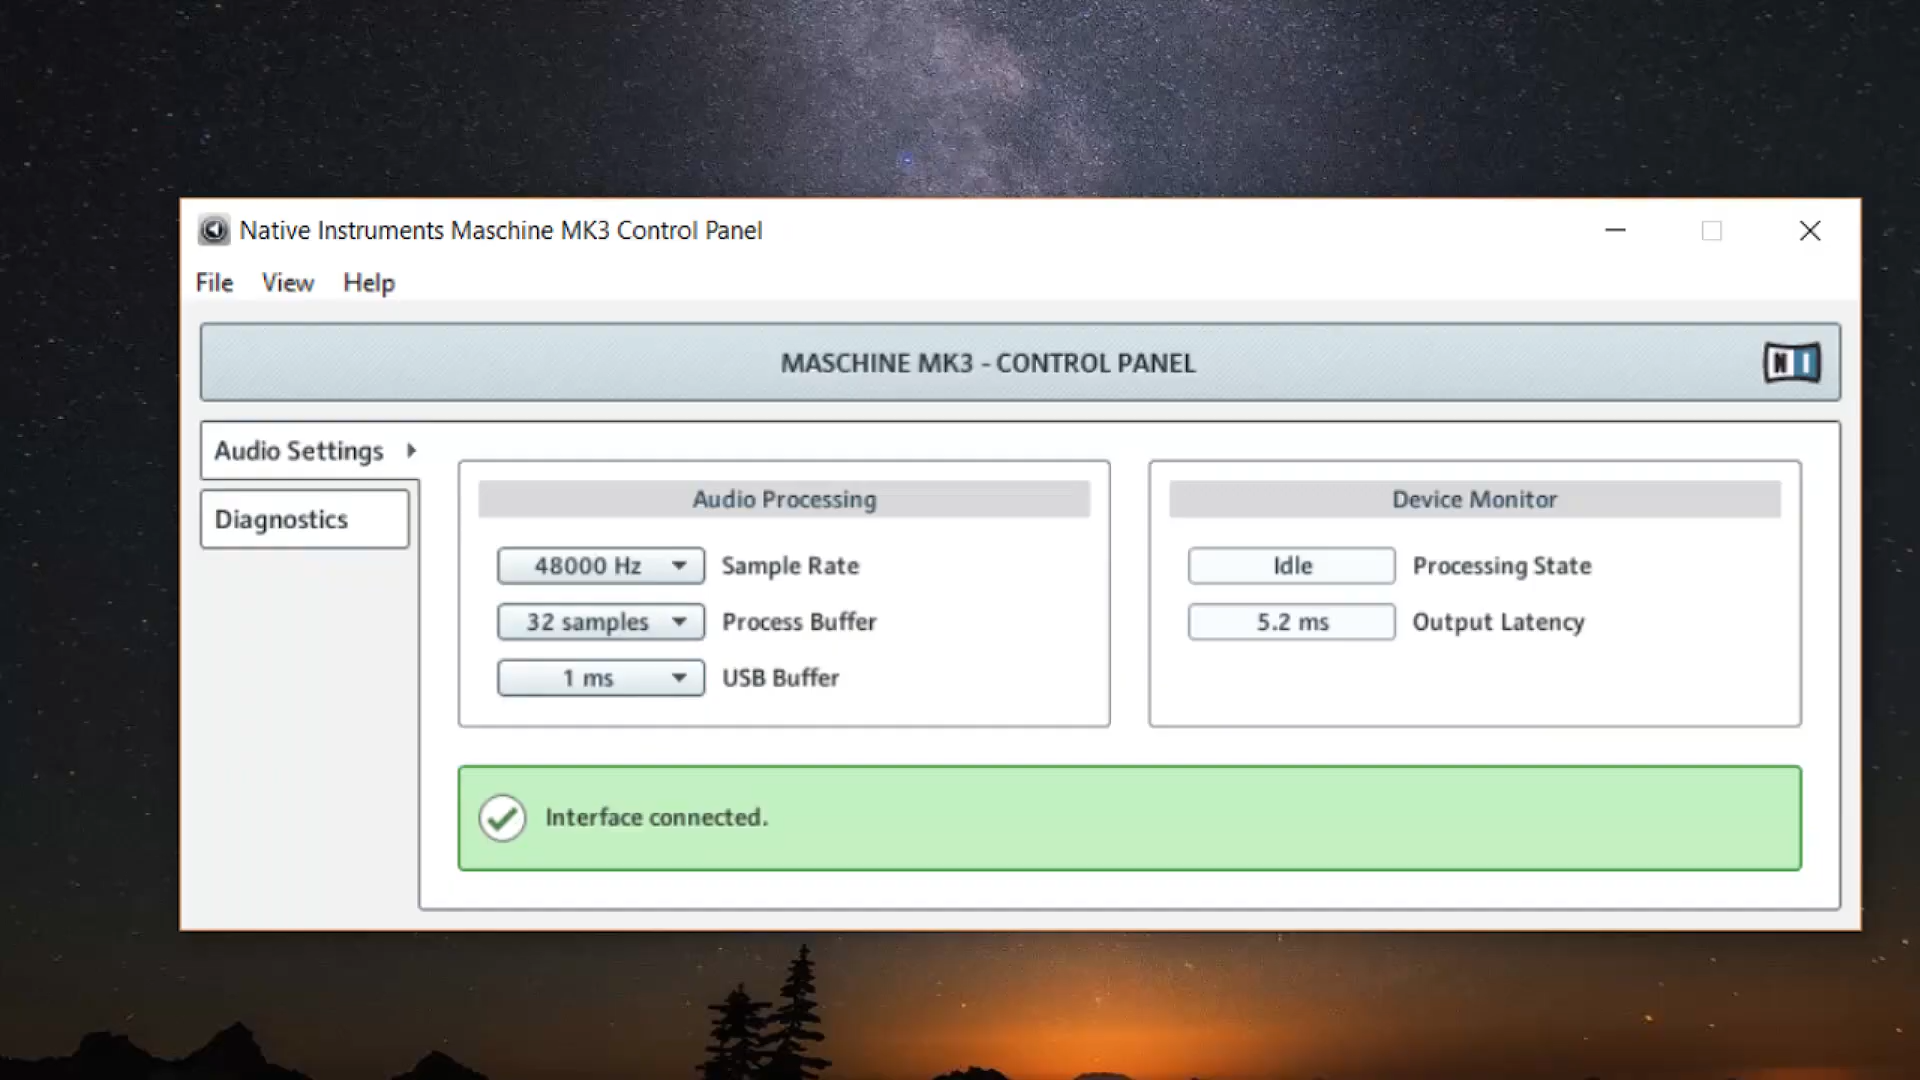 Native Instruments Maschine MK3 Control Panel
File View Help
MASCHINE MK3 - CONTROL PANEL
NI
Audio Settings
Diagnostics
Audio Processing
48000 Hz Sample Rate
32 samples Process Buffer
1 ms USB Buffer
Device Monitor
Idle Processing State
5.2 ms Output Latency
Interface connected.